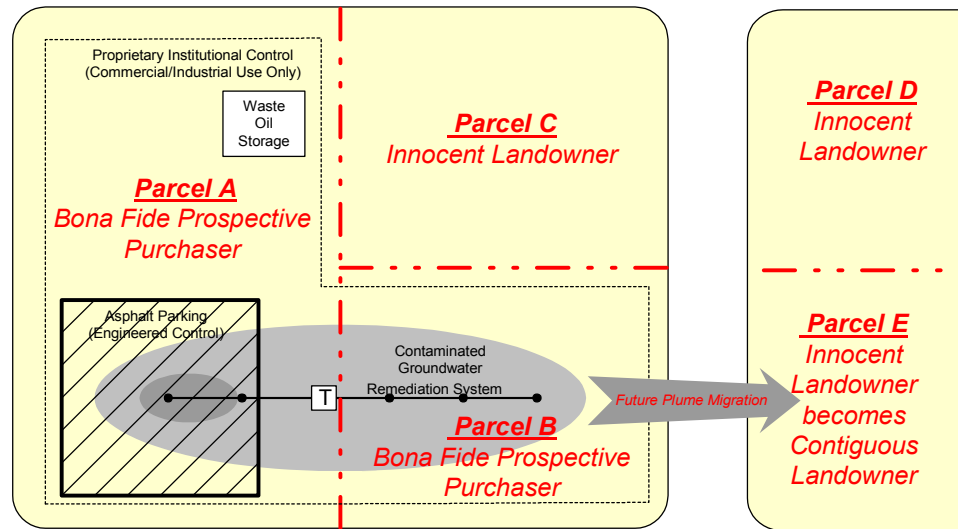 Proprietary Institutional Control
(Commercial/Industrial Use Only)
Waste
Oil
Storage
Parcel A
Bona Fide Prospective
Purchaser
Parcel C
Innocent Landowner
Parcel D
Innocent
Landowner
Asphalt Parking
(Engineered Control)
Contaminated
Groundwater
Remediation System
T
Parcel B
Bona Fide Prospective
Purchaser
Future Plume Migration
Parcel E
Innocent
Landowner
becomes
Contiguous
Landowner